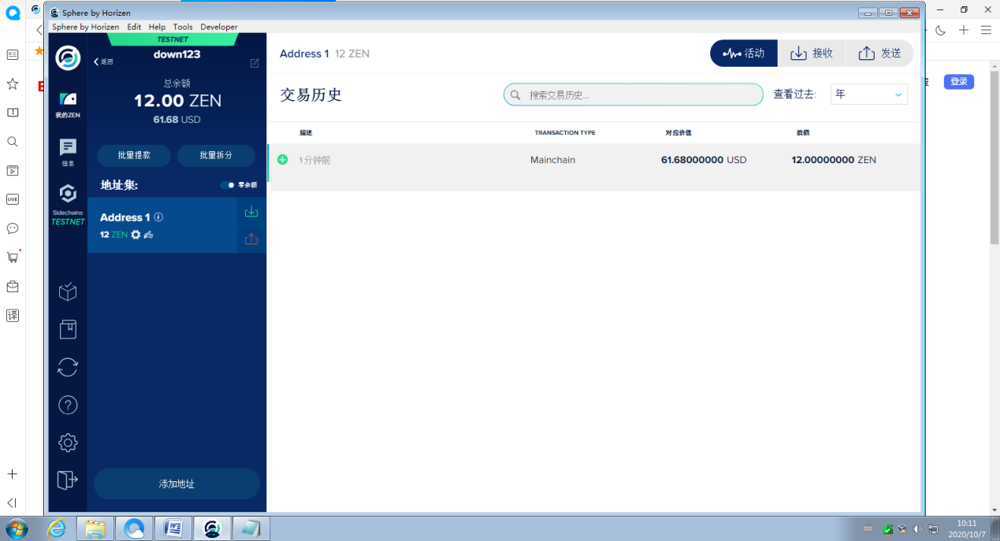 Sphere by Horizen
Sphere by Horizen Edit Help Tools Developer
TESTNET
返回
down123
总余额
12.00 ZEN
61.68 USD
批量提款
批量拆分
地址集:
零余额
Address 1
12 ZEN
添加地址
我的ZEN
信息
Sidechains
TESTNET
Address 1 12 ZEN
活动
接收
发送
交易历史
搜索交易历史...
查看过去:
年
描述 TRANSACTION TYPE 对应价值 数额
1分钟前 Mainchain 61.68000000 USD 12.00000000 ZEN
登录
LIVE
译
10:11
2020/10/7